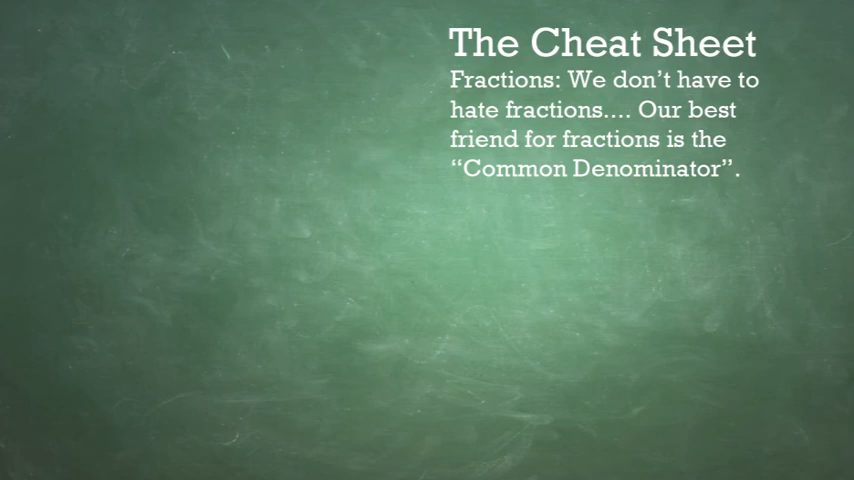 The Cheat Sheet
Fractions: We don’t have to
hate fractions.... Our best
friend for fractions is the
“Common Denominator”.